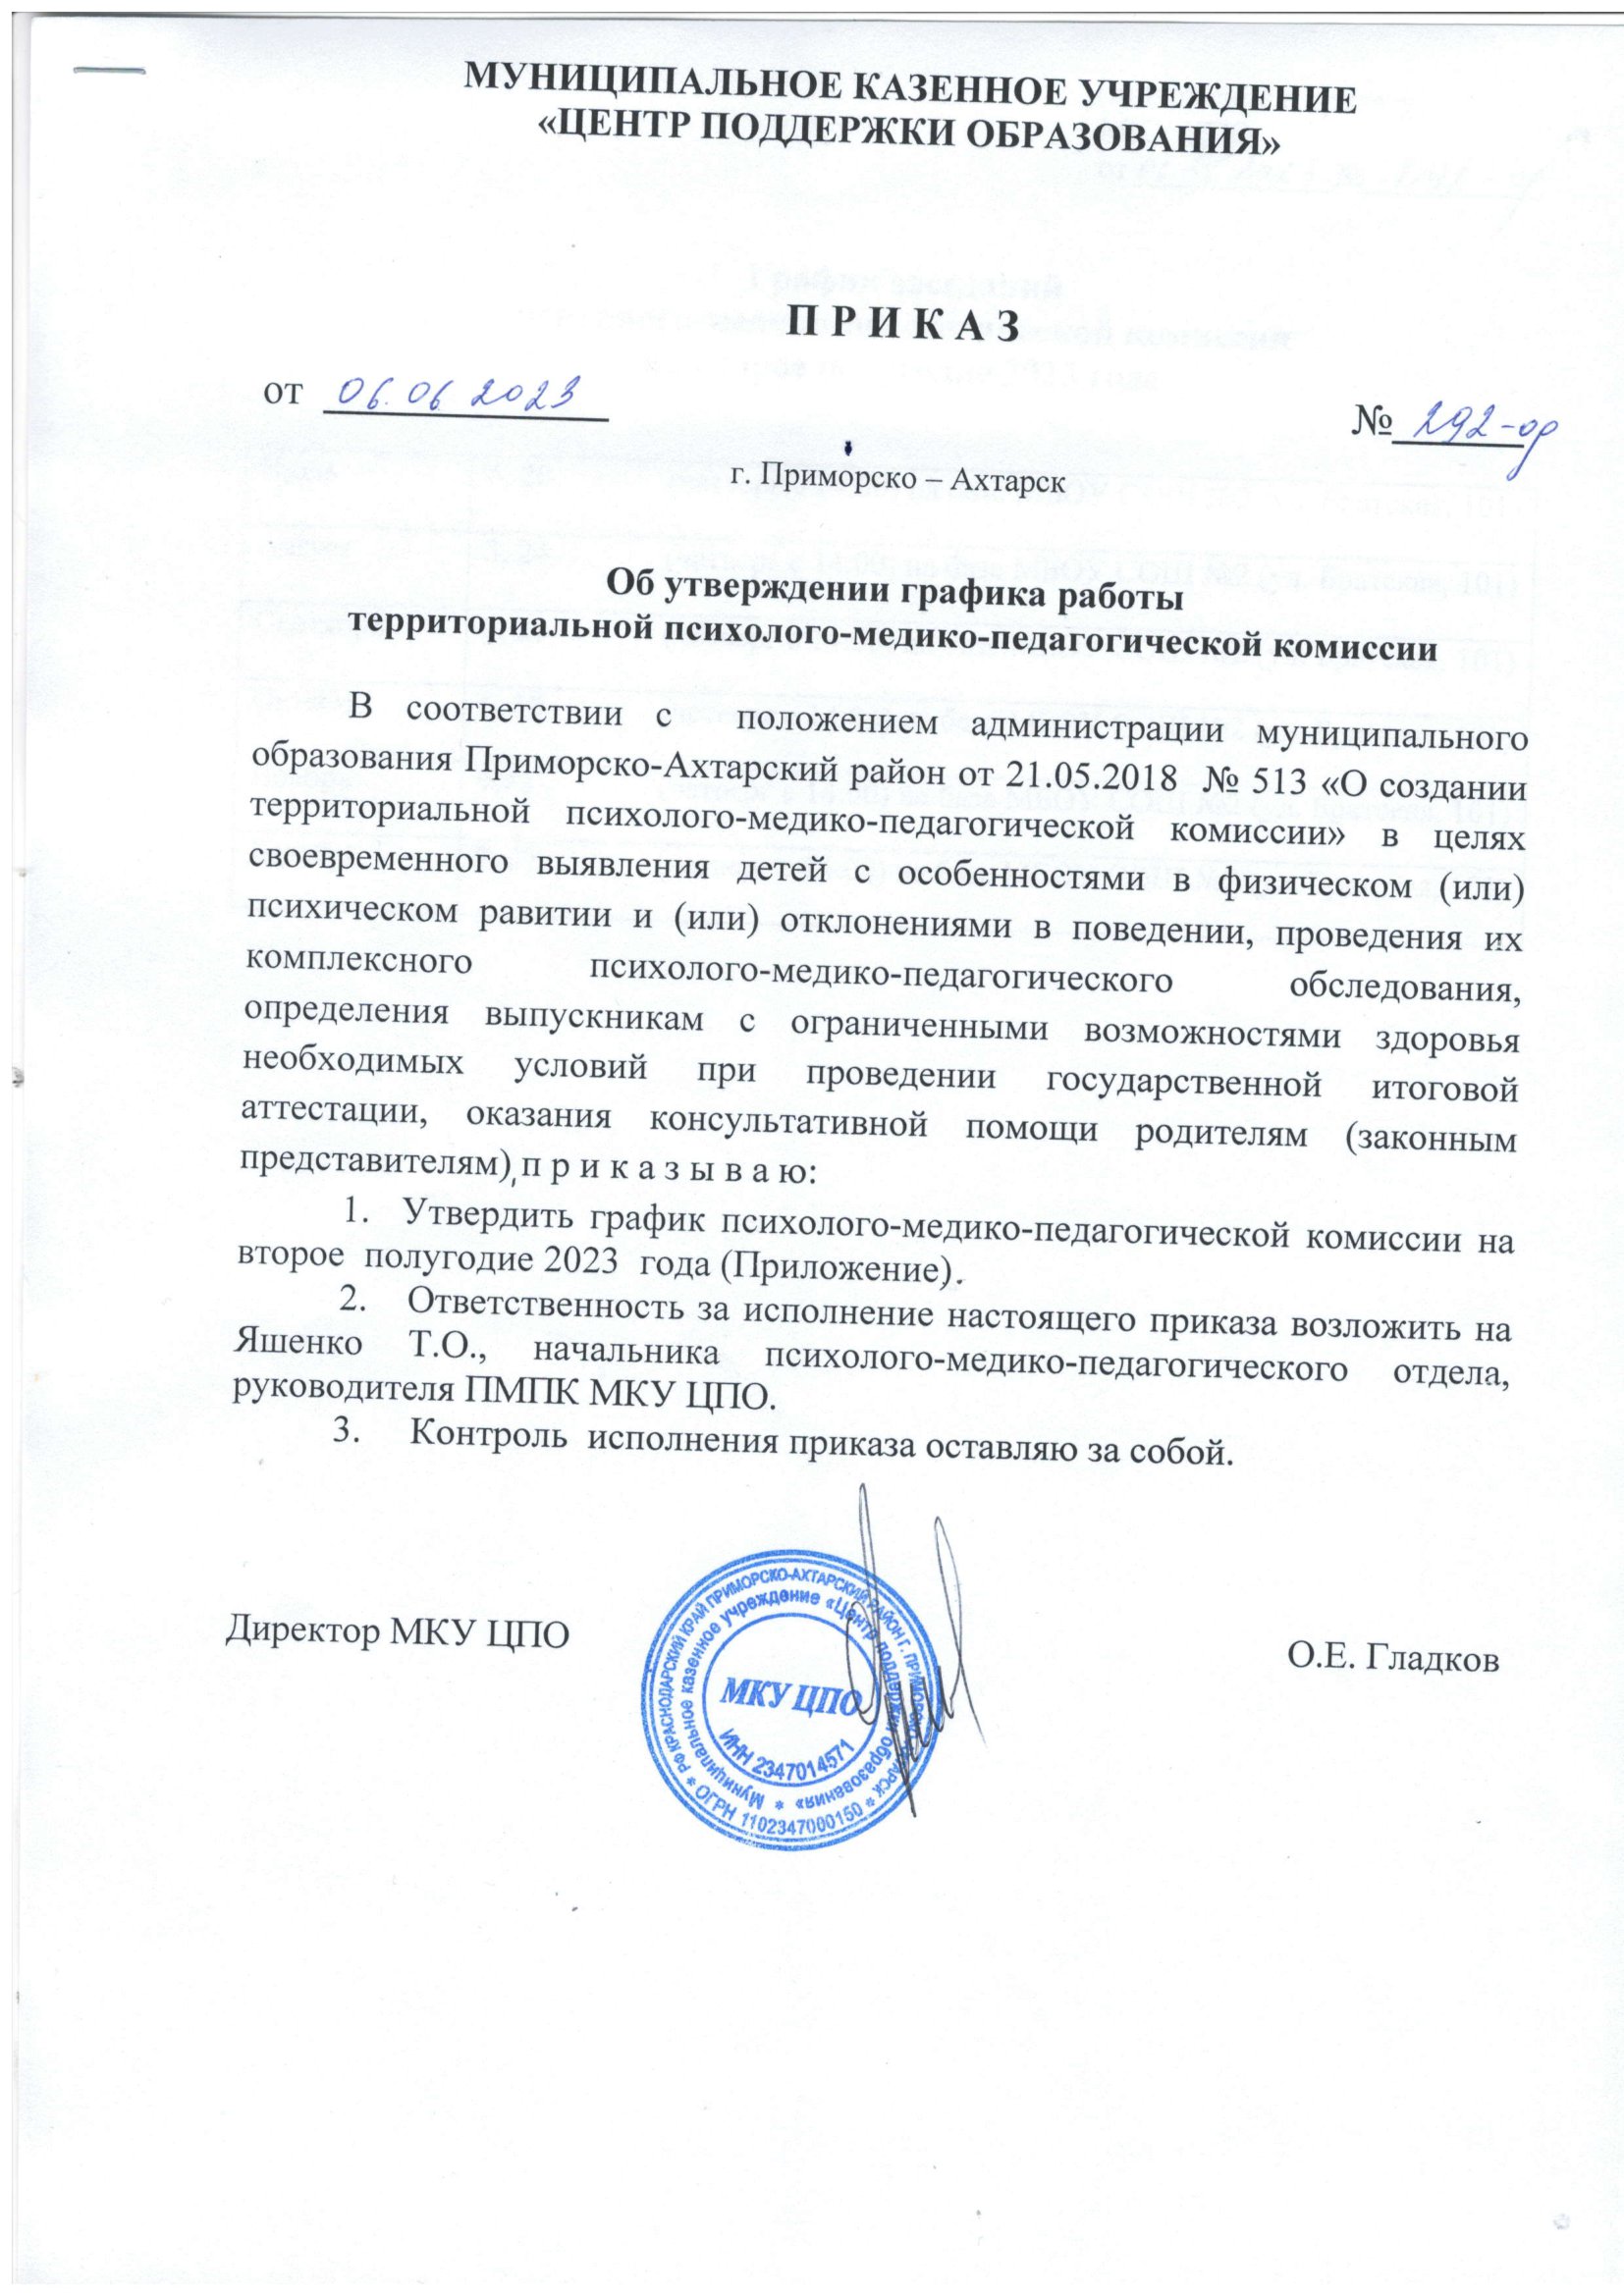 МУНИЦИПАЛЬНОЕ КАЗЕННОЕ УЧРЕЖДЕНИЕ
«ЦЕНТР ПОДДЕРЖКИ ОБРАЗОВАНИЯ»
П Р И К А З
от 06.06 2023
№ 292-ор
г. Приморско – Ахтарск
Об утверждении графика работы
территориальной психолого-медико-педагогической комиссии
В соответствии с положением администрации муниципального
образования Приморско-Ахтарский район от 21.05.2018 № 513 «О создании
территориальной психолого-медико-педагогической комиссии» в целях
своевременного выявления детей с особенностями в физическом (или)
психическом равитии и (или) отклонениями в поведении, проведения их
комплексного психолого-медико-педагогического обследования,
определения выпускникам с ограниченными возможностями здоровья
необходимых условий при проведении государственной итоговой
аттестации, оказания консультативной помощи родителям (законным
представителям), п р и к а з ы в а ю:
1. Утвердить график психолого-медико-педагогической комиссии на
второе полугодие 2023 года (Приложение).
2. Ответственность за исполнение настоящего приказа возложить на
Яшенко Т.О., начальника психолого-медико-педагогического отдела,
руководителя ПМПК МКУ ЦПО.
3. Контроль исполнения приказа оставляю за собой.
Директор МКУ ЦПО
О.Е. Гладков
РФ КРАСНОДАРСКИЙ КРАЙ ПРИМОРСКО-АХТАРСКИЙ РАЙОН Г.
* ОГРН 1102347000150 *
Муниципальное казенное учреждение «Центр поддержки образования» *
МКУ ЦПО
ИНН 2347014571